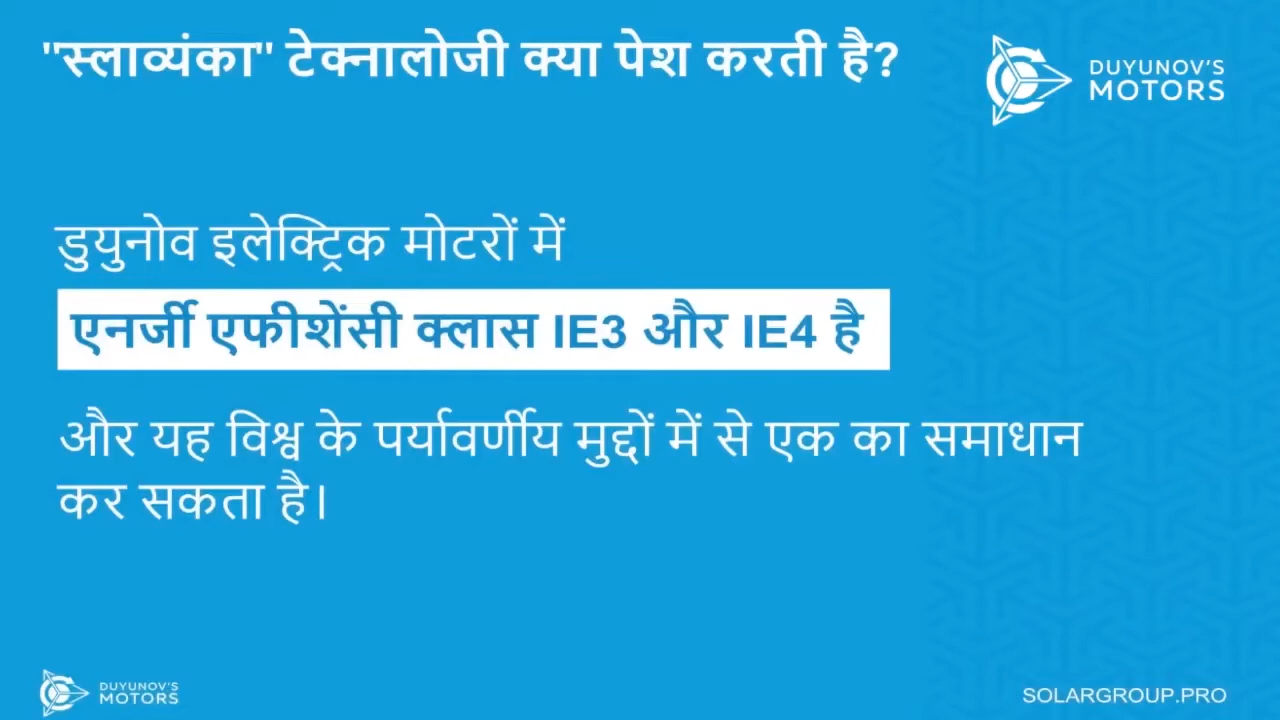 "स्लाव्यंका" टेक्नालोजी क्या पेश करती है?
DUYUNOV'S
MOTORS
डुयुनोव इलेक्ट्रिक मोटरों में
एनर्जी एफीशेंसी क्लास IE3 और IE4 है
और यह विश्व के पर्यावर्णीय मुद्दों में से एक का समाधान
कर सकता है।
DUYUNOV'S
MOTORS
SOLARGROUP.PRO